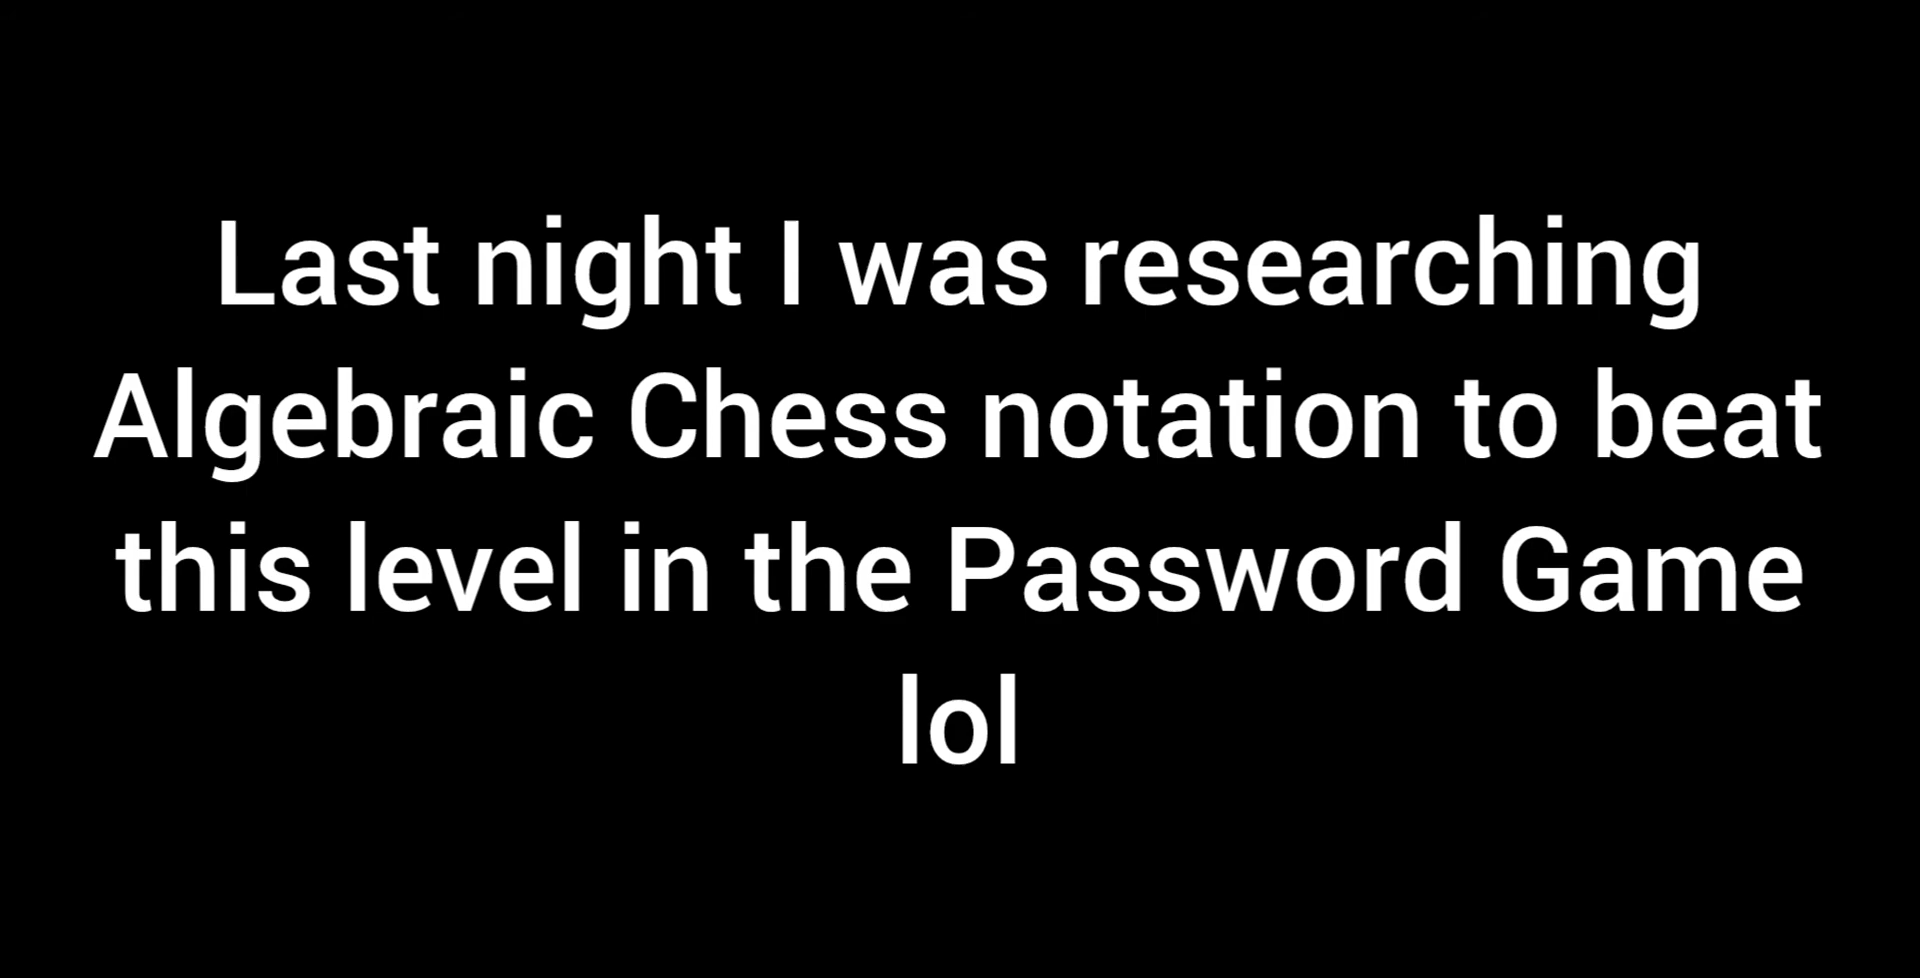 Last night I was researching
Algebraic Chess notation to beat
this level in the Password Game
lol